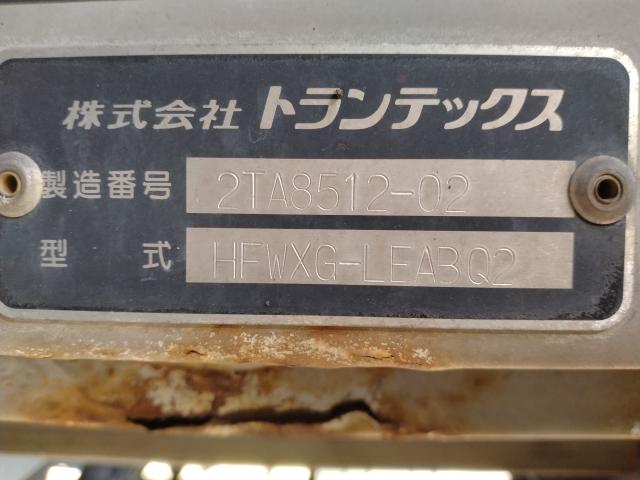 株式会社 トランテックス
製造番号 2TA8512-02
型式 HFWXG-LEABQ2